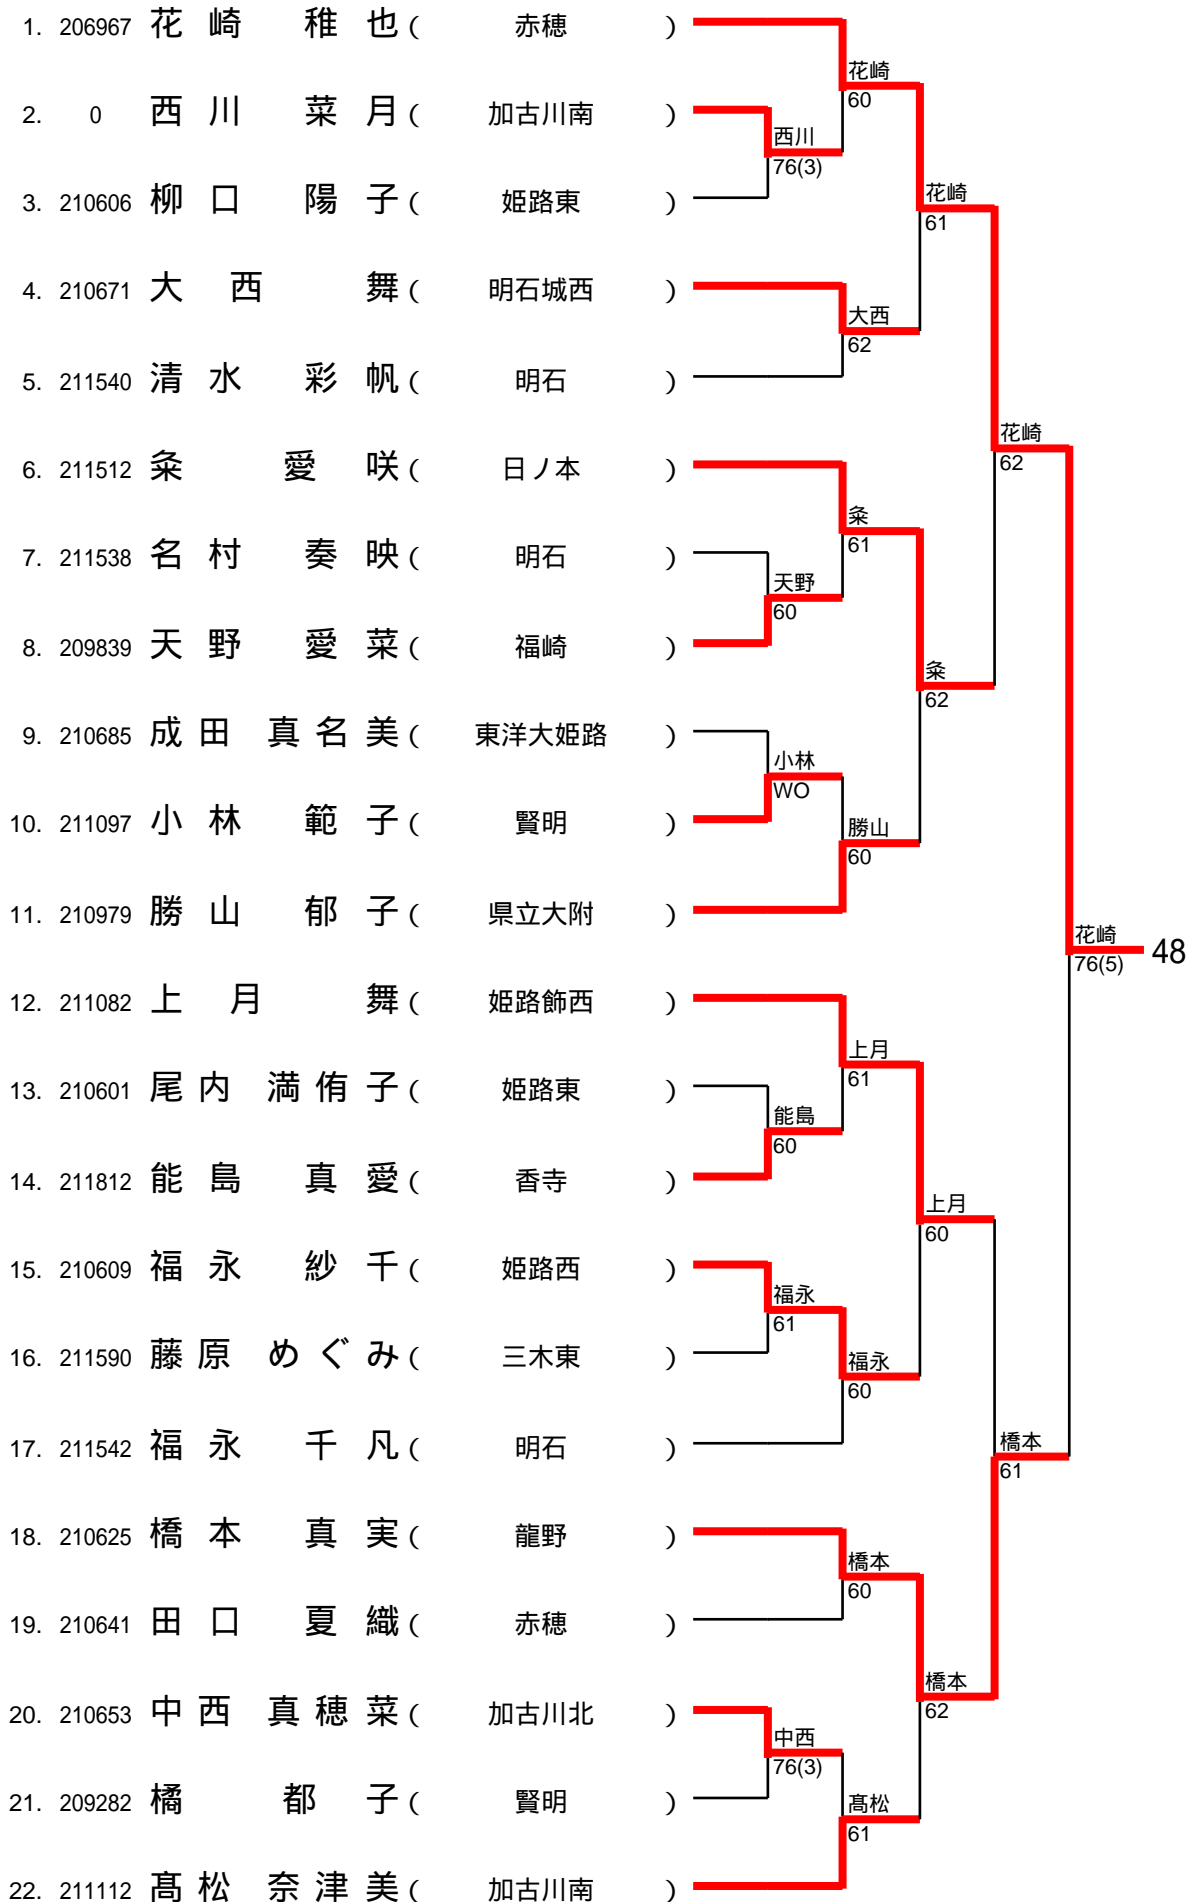 1. 206967 花崎 稚也 ( 赤穂 )
花崎
60
2. 0 西川 菜月 ( 加古川南 )
西川
76(3)
3. 210606 柳口 陽子 ( 姫路東 )
花崎
61
4. 210671 大西 舞 ( 明石城西 )
大西
62
5. 211540 清水 彩帆 ( 明石 )
花崎
62
6. 211512 粂 愛咲 ( 日ノ本 )
粂
61
7. 211538 名村 奏映 ( 明石 )
天野
60
8. 209839 天野 愛菜 ( 福崎 )
粂
62
9. 210685 成田 真名美 ( 東洋大姫路 )
小林
WO
10. 211097 小林 範子 ( 賢明 )
勝山
60
11. 210979 勝山 郁子 ( 県立大附 )
花崎
76(5)
48
12. 211082 上月 舞 ( 姫路飾西 )
上月
61
13. 210601 尾内 満侑子 ( 姫路東 )
能島
60
14. 211812 能島 真愛 ( 香寺 )
上月
60
15. 210609 福永 紗千 ( 姫路西 )
福永
61
16. 211590 藤原 めぐみ ( 三木東 )
福永
60
17. 211542 福永 千凡 ( 明石 )
橋本
61
18. 210625 橋本 真実 ( 龍野 )
橋本
60
19. 210641 田口 夏織 ( 赤穂 )
橋本
62
20. 210653 中西 真穂菜 ( 加古川北 )
中西
76(3)
21. 209282 橘 都子 ( 賢明 )
髙松
61
22. 211112 髙松 奈津美 ( 加古川南 )